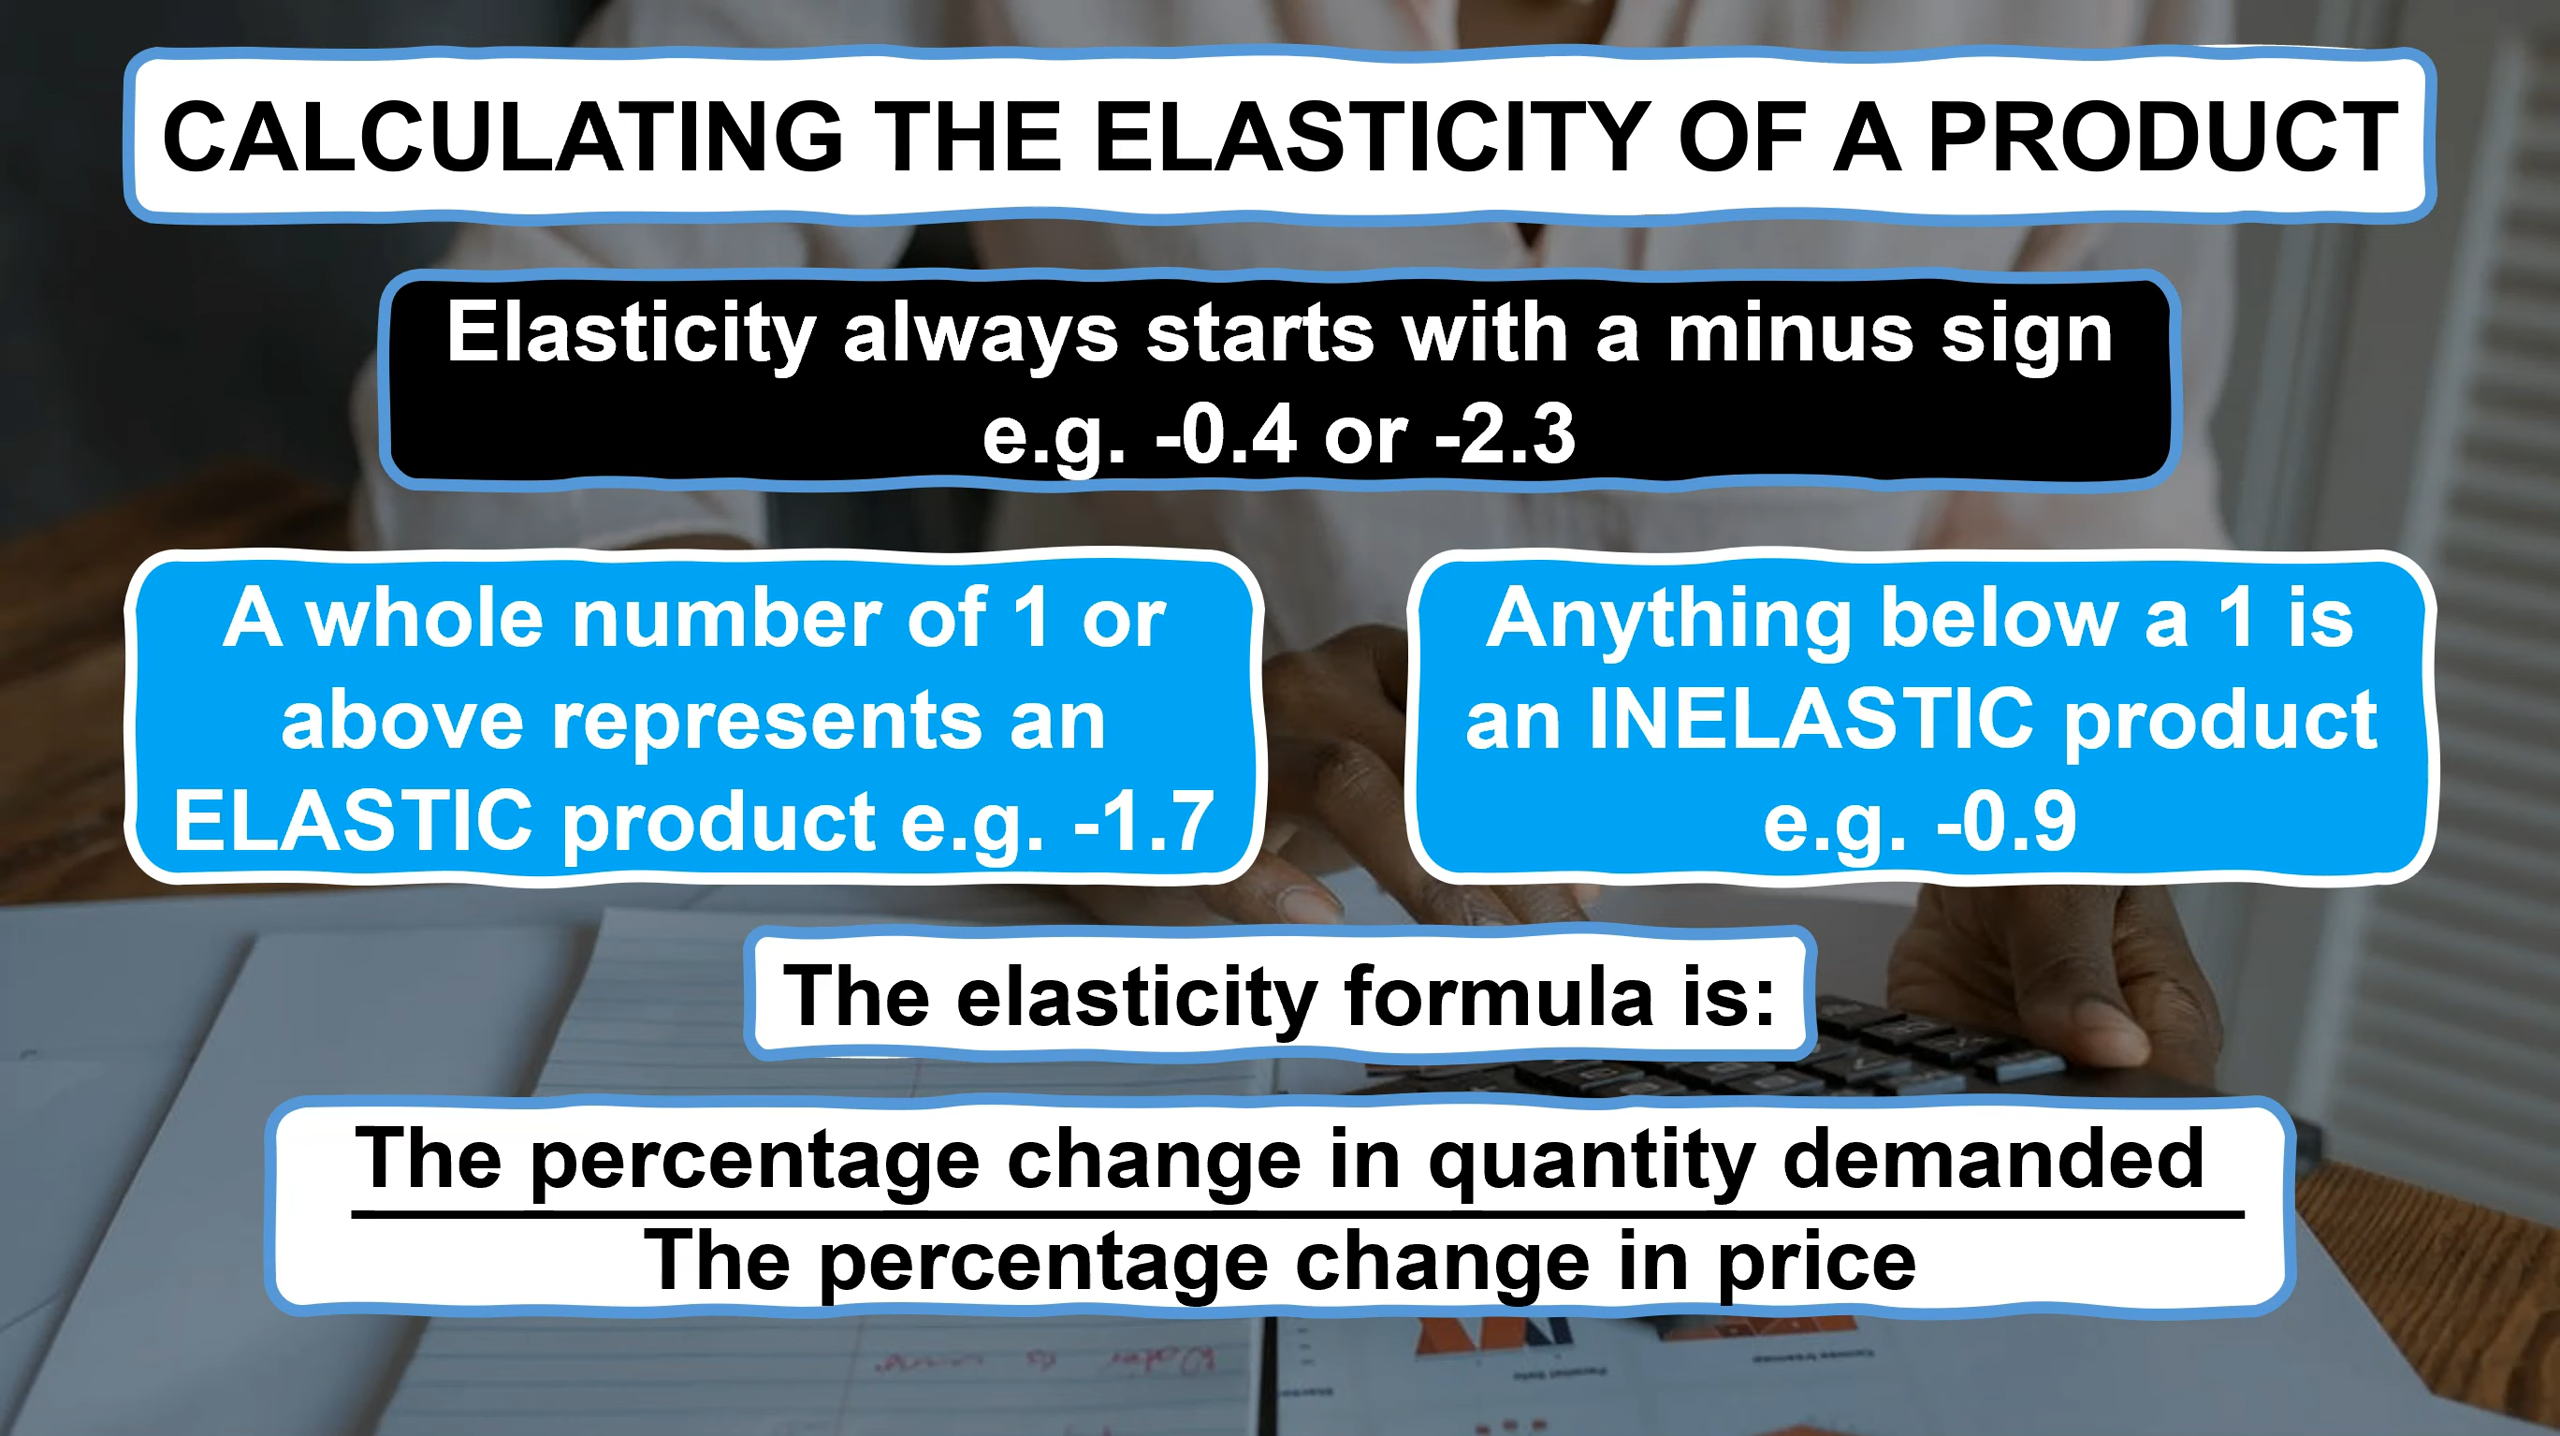 CALCULATING THE ELASTICITY OF A PRODUCT
Elasticity always starts with a minus sign
e.g. -0.4 or -2.3
A whole number of 1 or
above represents an
ELASTIC product e.g. -1.7
Anything below a 1 is
an INELASTIC product
e.g. -0.9
The elasticity formula is:
The percentage change in quantity demanded
The percentage change in price